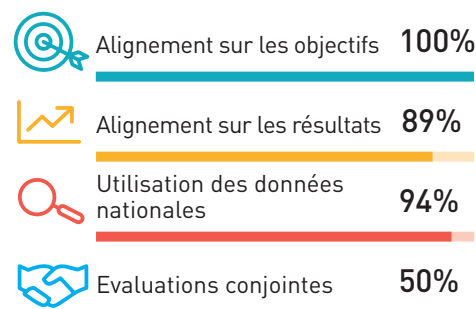 Alignement sur les objectifs 100%
Alignement sur les résultats 89%
Utilisation des données
nationales 94%
Evaluations conjointes 50%